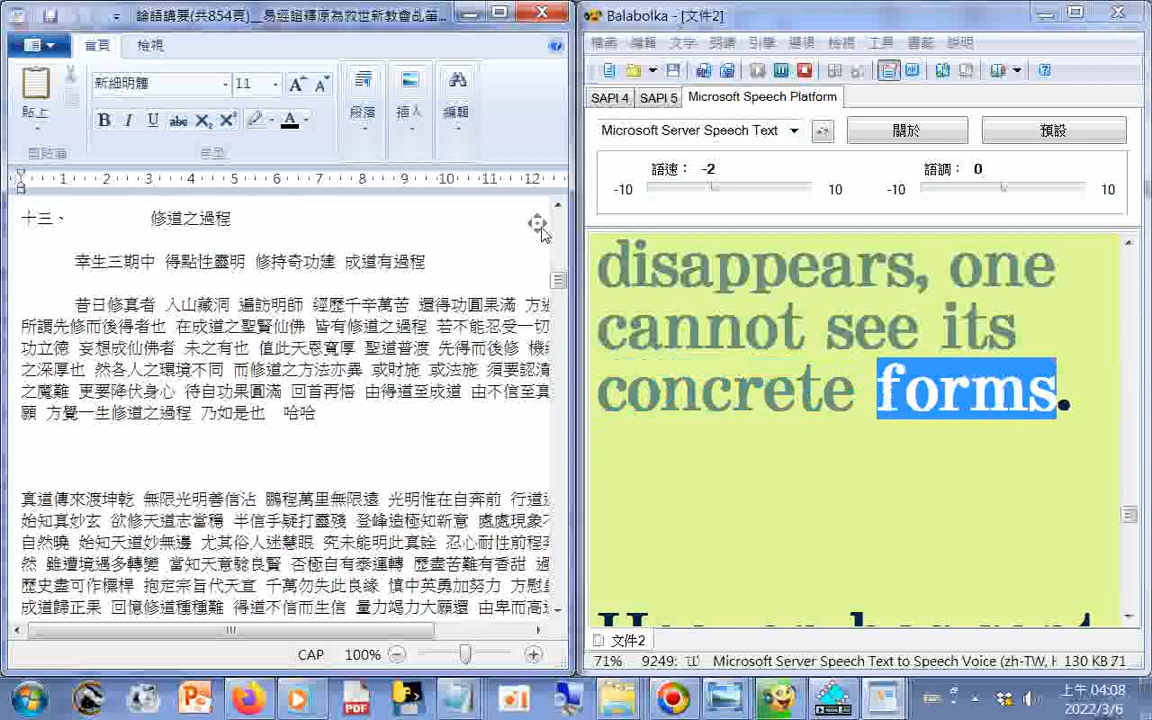 論語講要(共854頁)__易經證釋原為救世新教會乩筆...
首頁
檢視
新細明體
11
貼上
段落
插入
編輯
剪貼簿
字型
1 2 3 4 5 6 7 8 9 10 11 12
十三、 修道之過程
幸生三期中 得點性靈明 修持奇功建 成道有過程
昔日修真者 入山藏洞 遍訪明師 經歷千辛萬苦 還得功圓果滿 方
所謂先修而後得者也 在成道之聖賢仙佛 皆有修道之過程 若不能忍受一切
功立德 妄想成仙佛者 未之有也 值此天恩寬厚 聖道普渡 先得而後修 機
之深厚也 然各人之環境不同 而修道之方法亦異 或財施 或法施 須要認清
之魔難 更要降伏身心 待自功果圓滿 回首再悟 由得道至成道 由不信至真
願 方覺一生修道之過程 乃如是也 哈哈
真道傳來渡坤乾 無限光明善信沾 鵬程萬里無限遠 光明惟在自奔前 行道
始知真妙玄 欲修天道志當穩 半信半疑打靈殘 登峰造極知新意 處處現象
自然曉 始知天道妙無邊 尤其俗人迷慧眼 究未能明此真詮 忍心耐性前程
然 雖遭境遇多轉變 當知天意驗良賢 否極自有泰運轉 歷盡苦難有香甜
歷史盡可作標桿 抱定宗旨代天宣 千萬勿失此良緣 慎中英勇加努力 方慰
成道歸正果 回憶修道種種難 得道不信而生信 量力竭力大願還 由卑而高
CAP 100%
Balabolka - [文件2]
檔案 編輯 文字 朗讀 引擎 選項 檢視 工具 書籤 說明
SAPI 4 SAPI 5 Microsoft Speech Platform
Microsoft Server Speech Text
關於
預設
語速： -2
語調： 0
-10 10 -10 10
disappears, one
cannot see its
concrete forms.
文件2
71% 9249: Microsoft Server Speech Text to Speech Voice (zh-TW, H 130 KB 71
PDF
上午 04:08
2022/3/6